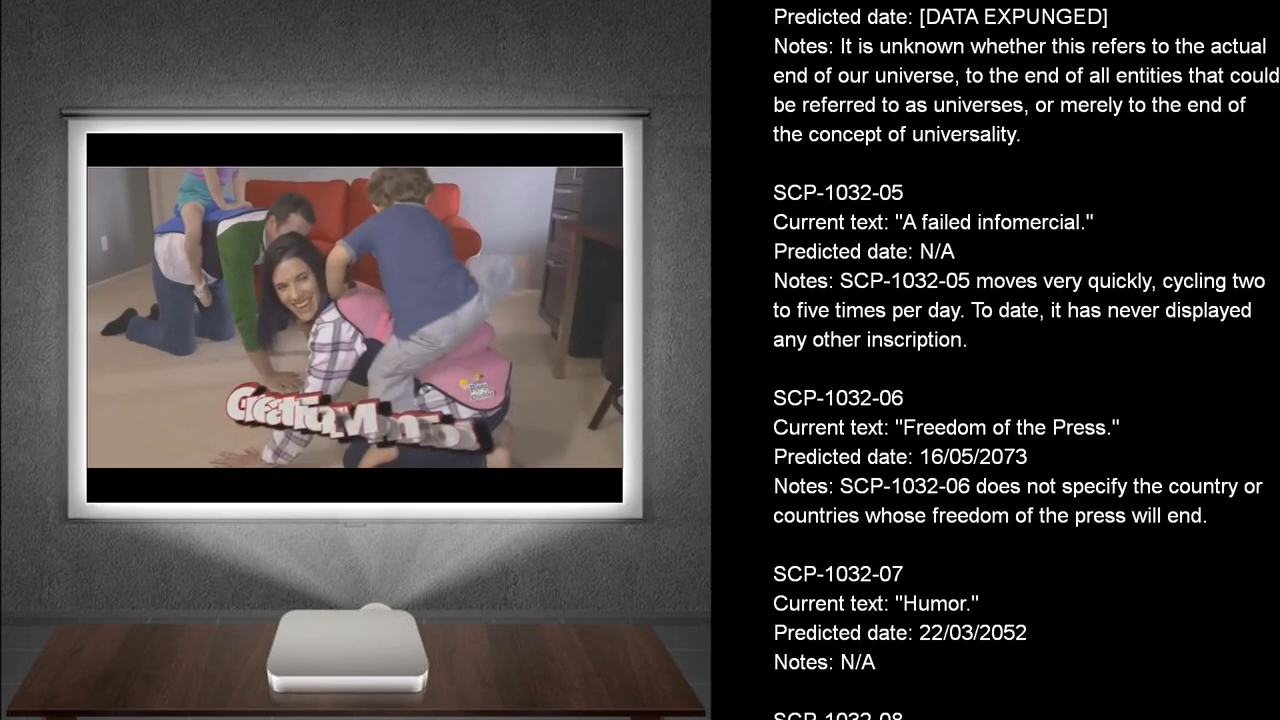 Predicted date: [DATA EXPUNGED]
Notes: It is unknown whether this refers to the actual
end of our universe, to the end of all entities that could
be referred to as universes, or merely to the end of
the concept of universality.
SCP-1032-05
Current text: "A failed infomercial."
Predicted date: N/A
Notes: SCP-1032-05 moves very quickly, cycling two
to five times per day. To date, it has never displayed
any other inscription.
SCP-1032-06
Current text: "Freedom of the Press."
Predicted date: 16/05/2073
Notes: SCP-1032-06 does not specify the country or
countries whose freedom of the press will end.
SCP-1032-07
Current text: "Humor."
Predicted date: 22/03/2052
Notes: N/A
SCP-1032-08